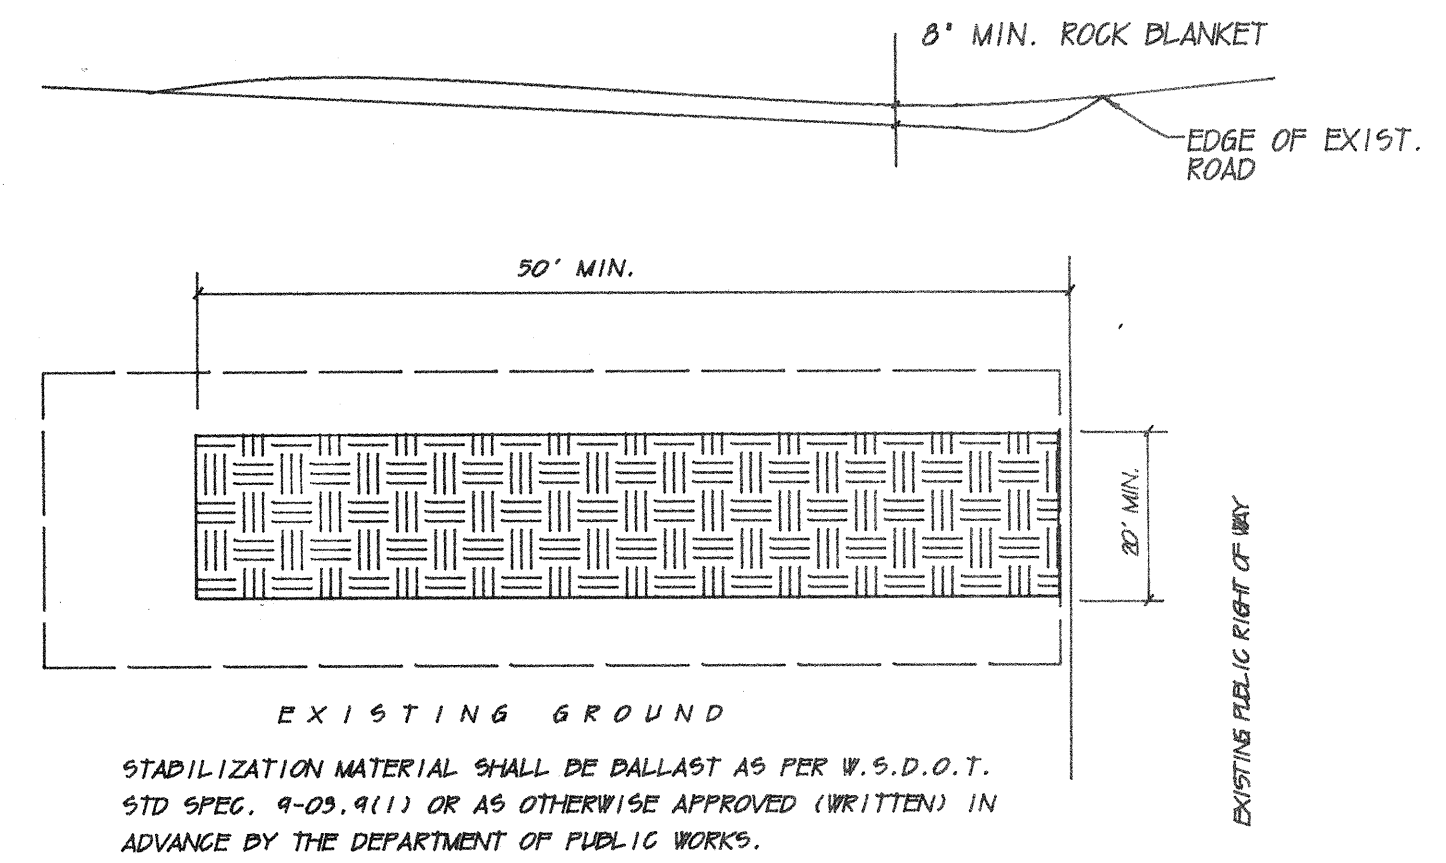 8" MIN. ROCK BLANKET
EDGE OF EXIST.
ROAD
50' MIN.
20' MIN.
EXISTING PUBLIC RIGHT OF WAY
EXISTING GROUND
STABILIZATION MATERIAL SHALL BE BALLAST AS PER W.S.D.O.T.
STD SPEC. 9-03.9(1) OR AS OTHERWISE APPROVED (WRITTEN) IN
ADVANCE BY THE DEPARTMENT OF PUBLIC WORKS.